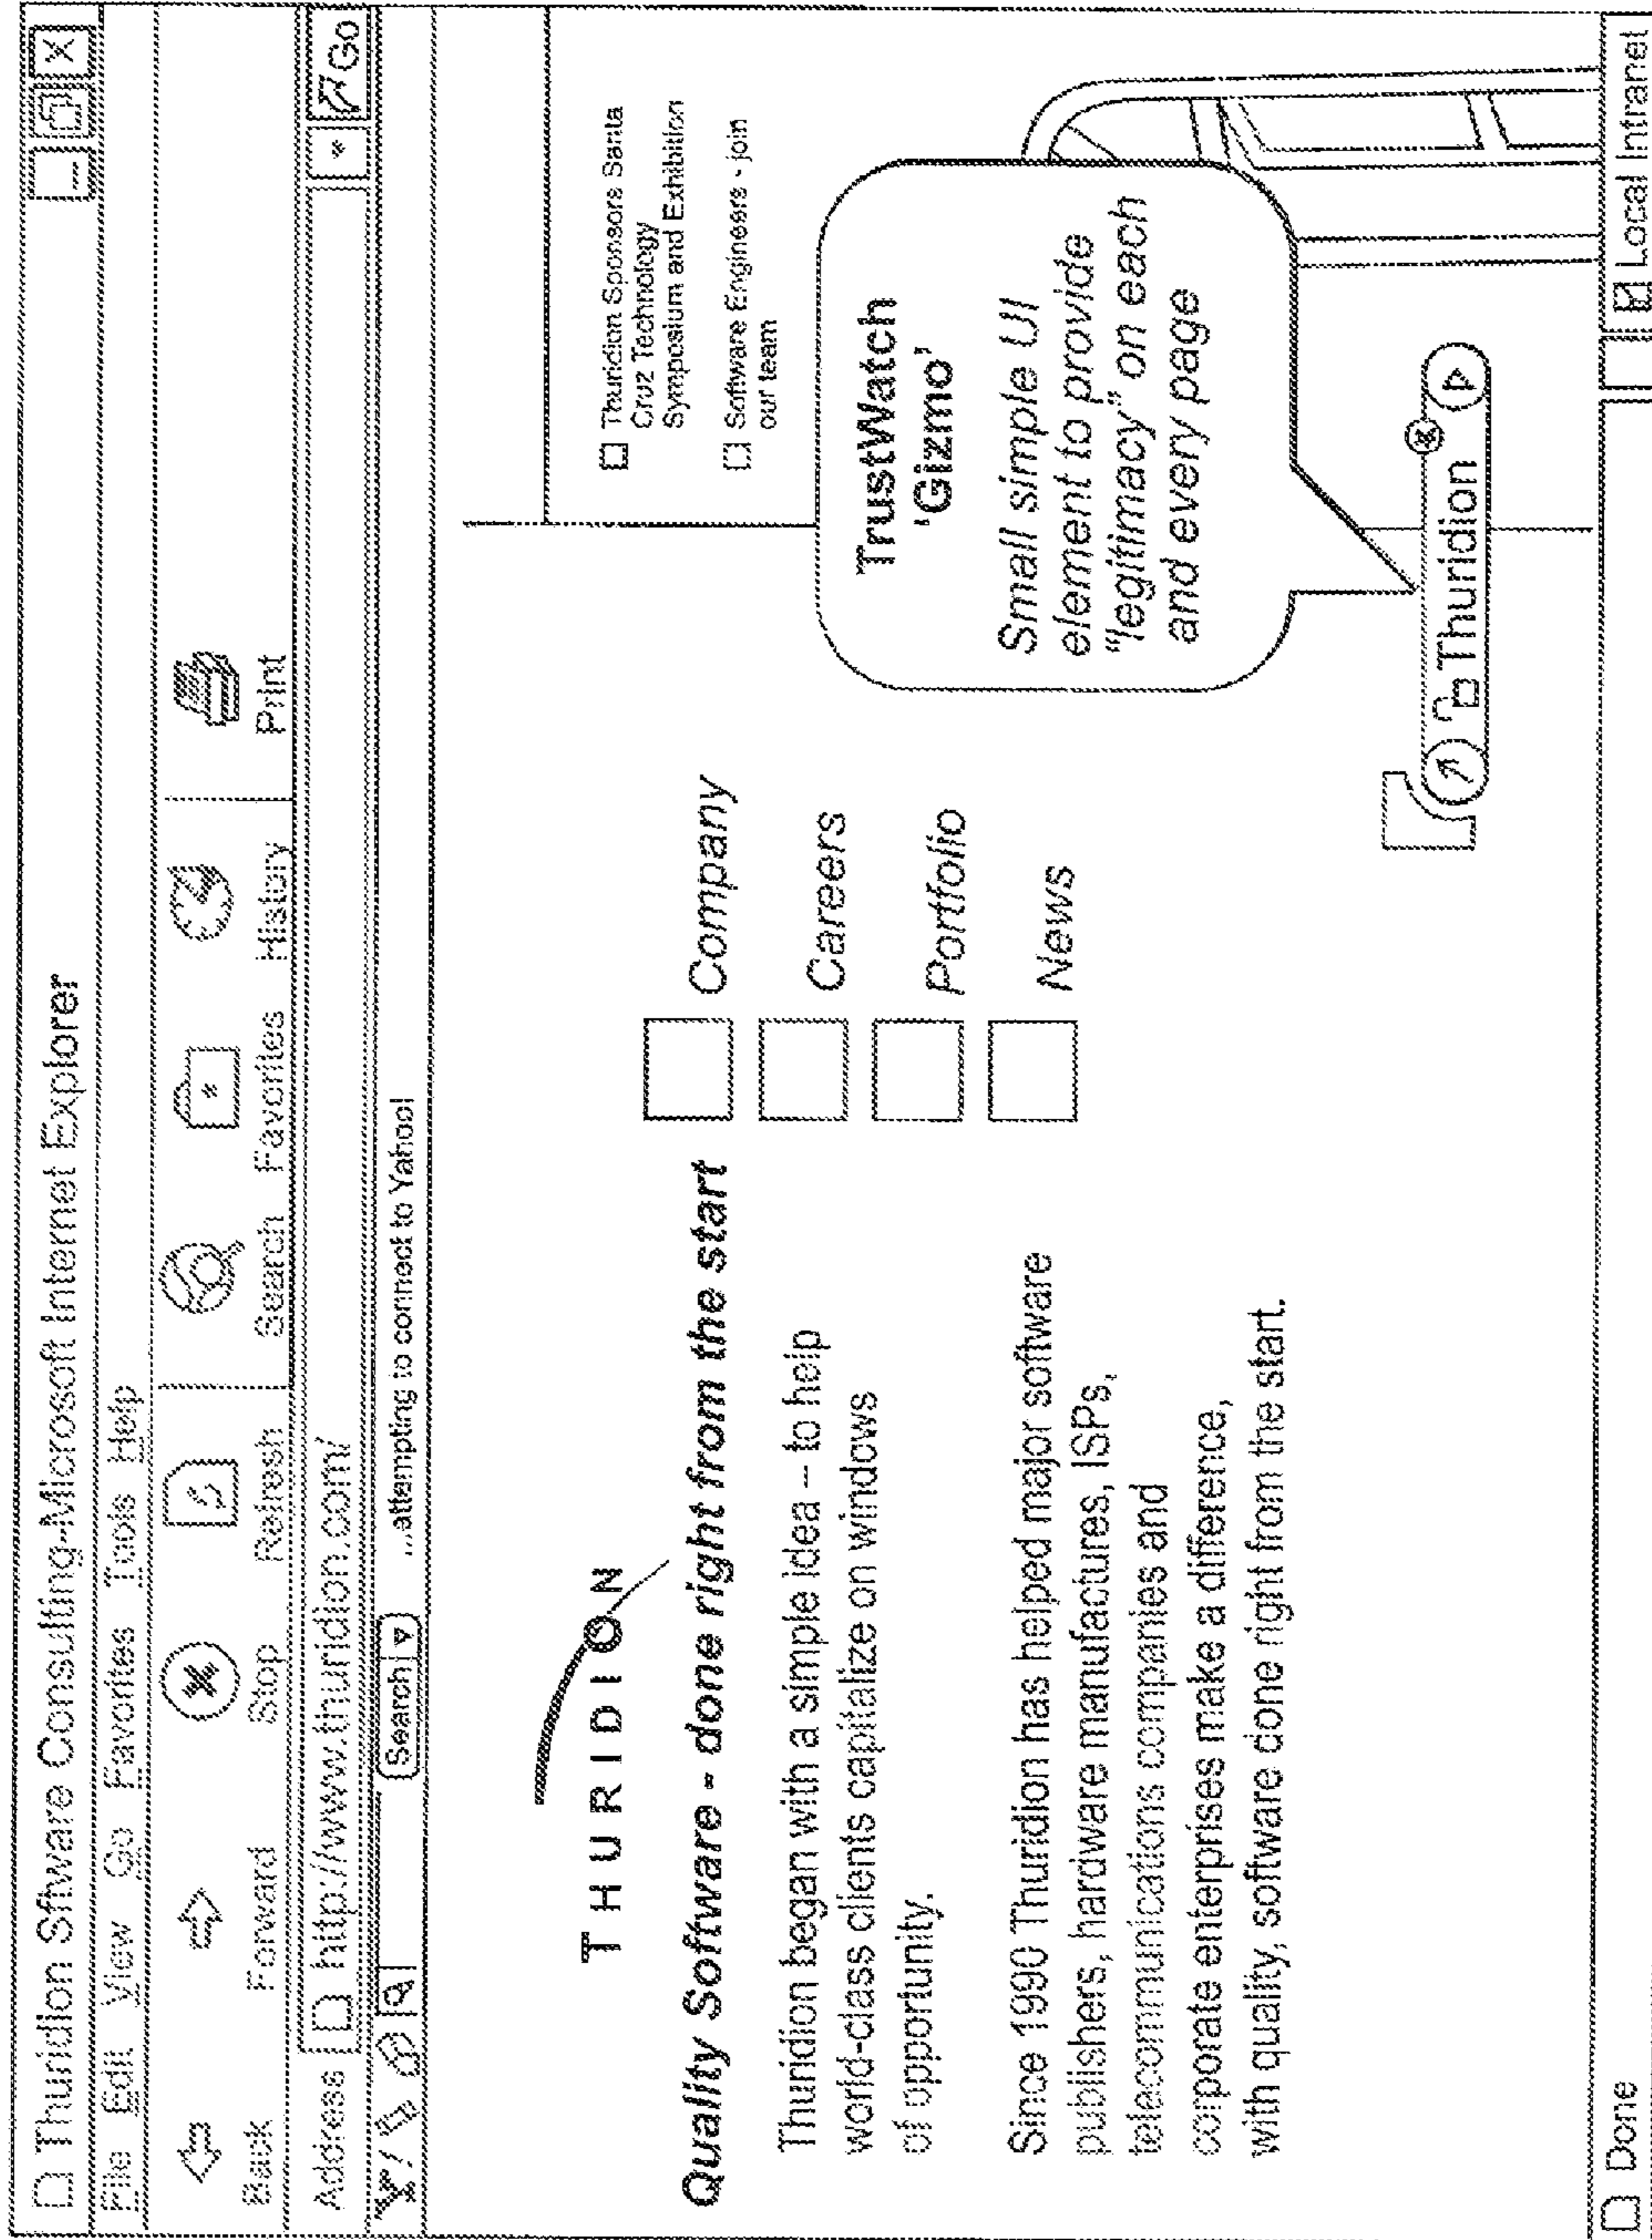 Thuridion Sftware Consulting-Microsoft Internet Explorer
File Edit View Go Favorites Tools Help
Back Forward Stop Refresh Search Favorites History Print
Address http://www.thuridion.com/ Go
Y! Search ...attempting to connect to Yahoo!
THURIDION
Quality Software - done right from the start
Thuridion began with a simple idea – to help
world-class clients capitalize on windows
of opportunity.
Since 1990 Thuridion has helped major software
publishers, hardware manufactures, ISPs,
telecommunications companies and
corporate enterprises make a difference,
with quality, software done right from the start.
Company
Careers
Portfolio
News
Thuridion Sponsors Santa
Cruz Technology
Symposium and Exhibition
Software Engineers - join
our team
TrustWatch
'Gizmo'
Small simple UI
element to provide
"legitimacy" on each
and every page
Thuridion
Done Local Intranet